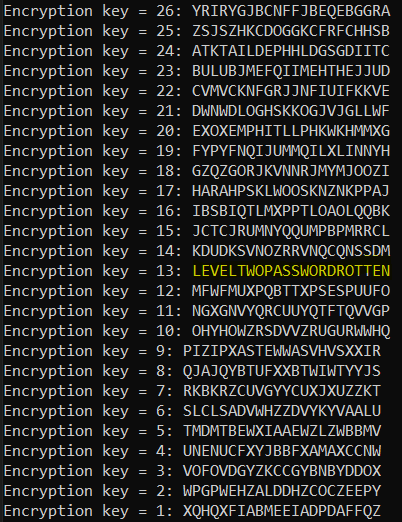 Encryption key = 26: YRIRYGJBCNFFJBEQEBGGRA
Encryption key = 25: ZSJSZHKCDOGGKCFRFCHHSB
Encryption key = 24: ATKTAILDEPHHLDGSGDIITC
Encryption key = 23: BULUBJMEFQIIMEHTHEJJUD
Encryption key = 22: CVMVCKNFGRJJNFIUIFKKVE
Encryption key = 21: DWNWDLOGHSKKOGJVJGLLWF
Encryption key = 20: EXOXEMPHITLLPHKWKHMMXG
Encryption key = 19: FYPYFNQIJUMMQILXLINNYH
Encryption key = 18: GZQZGORJKVNNRJMYMJOOZI
Encryption key = 17: HARAHPSKLWOOSKNZNKPPAJ
Encryption key = 16: IBSBIQTLMXPPTLOAOLQQBK
Encryption key = 15: JCTCJRUMNYQQUMPBPMRRCL
Encryption key = 14: KDUDKSVNOZRRVNQCQNSSDM
Encryption key = 13: LEVELTWOPASSWORDROTTEN
Encryption key = 12: MFWFMUXPQBTTXPSESPUUFO
Encryption key = 11: NGXGNVYQRCUUYQTFTQVVGP
Encryption key = 10: OHYHOWZRSDVVZRUGURWWHQ
Encryption key = 9: PIZIPXASTEWWASVHVSXXIR
Encryption key = 8: QJAJQYBTUFXXBTWIWTYYJS
Encryption key = 7: RKBKRZCUVGYYCUXJXUZZKT
Encryption key = 6: SLCLSADVWHZZDVYKYVAALU
Encryption key = 5: TMDMTBEWXIAAEWZLZWBBMV
Encryption key = 4: UNENUCFXYJBBFXAMAXCCNW
Encryption key = 3: VOFOVDGYZKCCGYBNBYDDOX
Encryption key = 2: WPGPWEHZALDDHZCOCZEEPY
Encryption key = 1: XQHQXFIABMEEIADPDAFFQZ